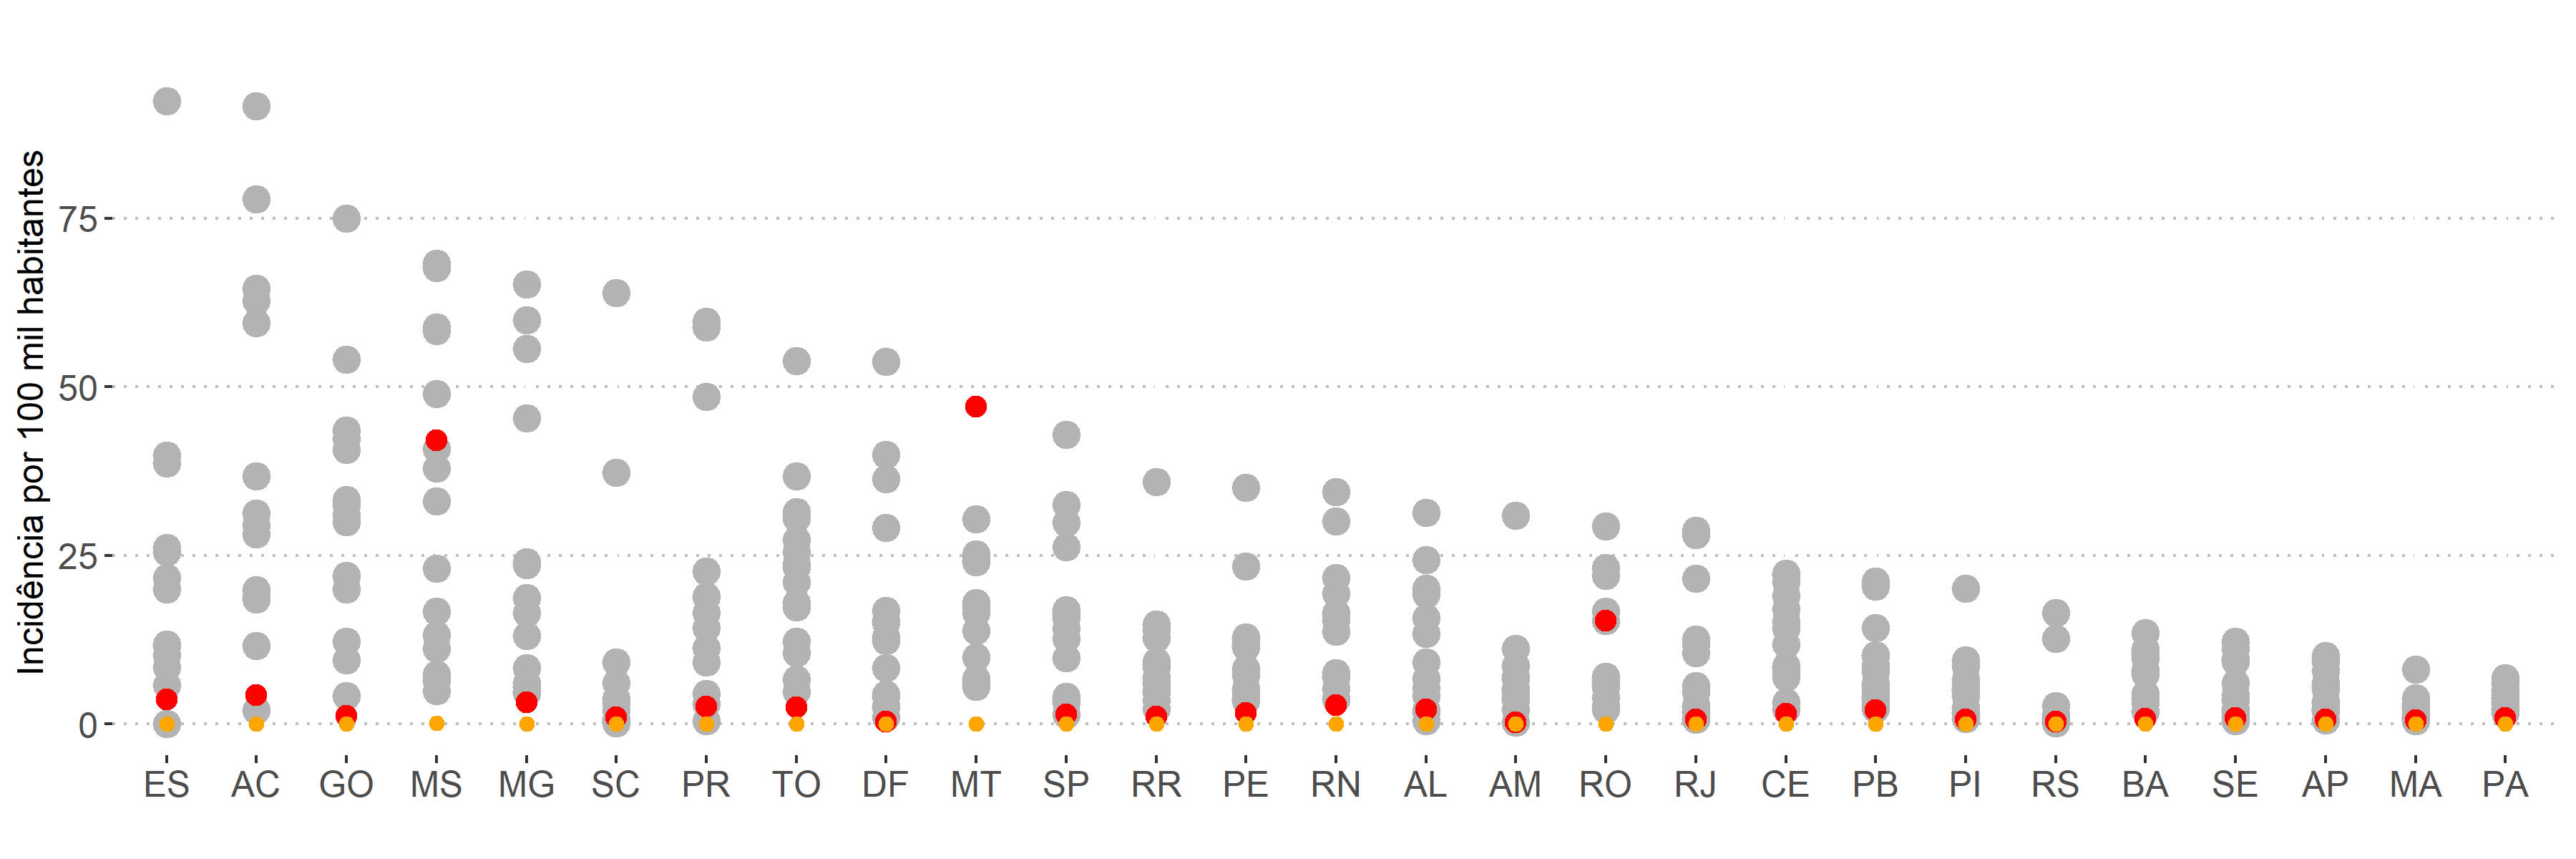 Incidência por 100 mil habitantes
75
50
25
0
ES AC GO MS MG SC PR TO DF MT SP RR PE RN AL AM RO RJ CE PB PI RS BA SE AP MA PA